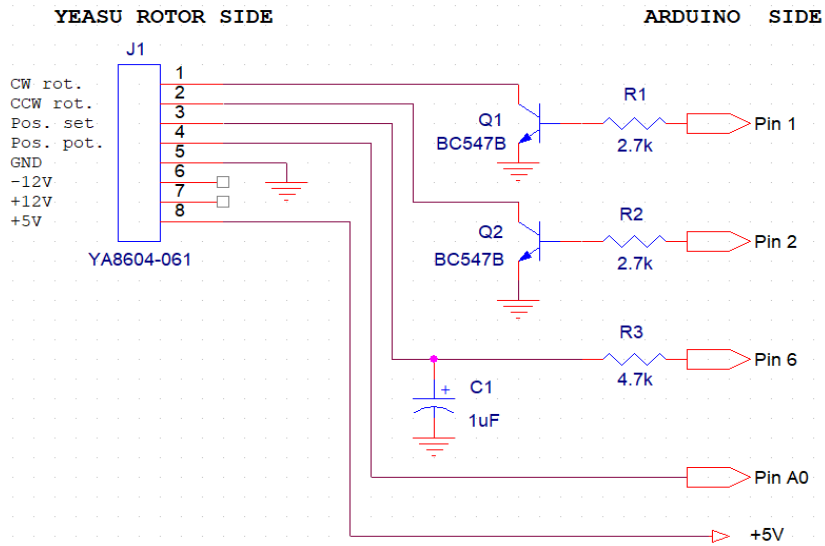 YEASU ROTOR SIDE
ARDUINO SIDE
J1
CW rot. 1
CCW rot. 2
Pos. set 3
Pos. pot. 4
GND 5
-12V 6
+12V 7
+5V 8
YA8604-061
Q1
BC547B
R1
2.7k
Pin 1
Q2
BC547B
R2
2.7k
Pin 2
R3
4.7k
Pin 6
+
C1
1uF
Pin A0
+5V